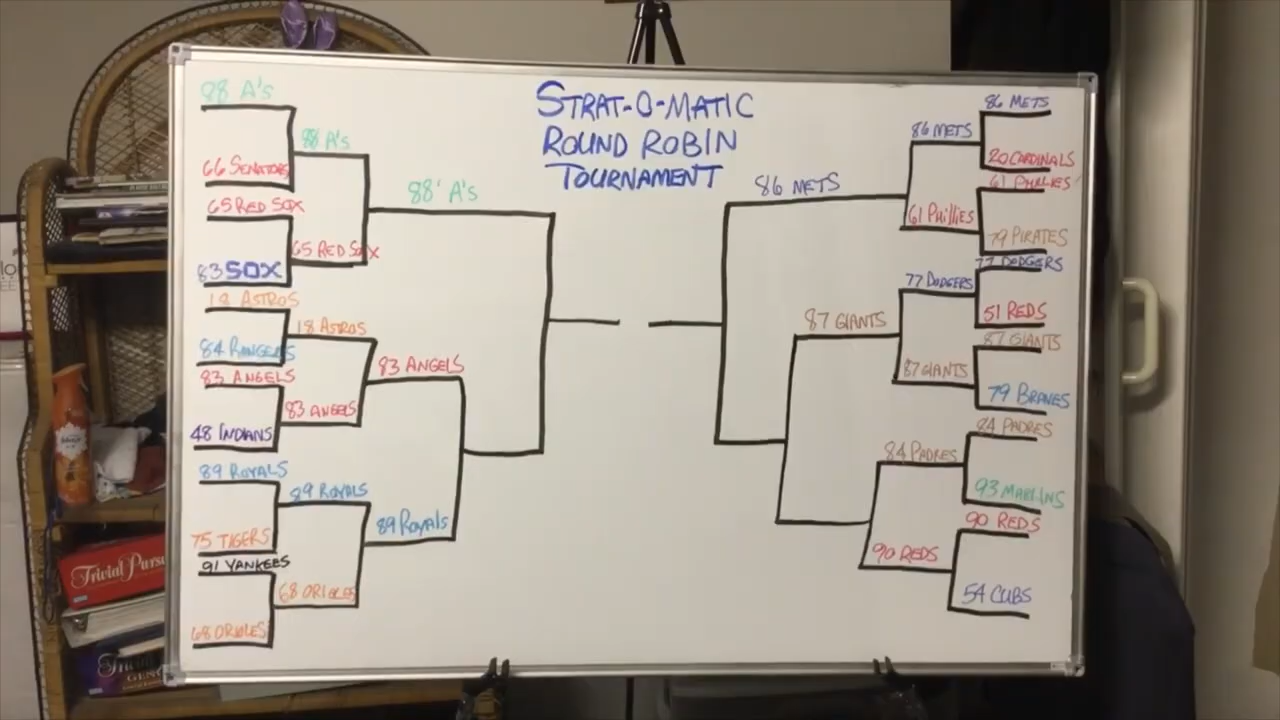 STRAT-O-MATIC
ROUND ROBIN
TOURNAMENT
88 A's
66 SENATORS
65 RED SOX
83 SOX
18 ASTROS
84 RANGERS
83 ANGELS
48 INDIANS
89 ROYALS
75 TIGERS
91 YANKEES
68 ORIOLES
88 A's
65 RED SOX
18 ASTROS
83 ANGELS
89 ROYALS
68 ORIOLES
88' A's
83 ANGELS
89 Royals
86 METS
87 GIANTS
86 METS
61 Phillies
77 DODGERS
87 GIANTS
84 PADRES
90 REDS
86 METS
20 CARDINALS
61 PHILLIES
79 PIRATES
77 DODGERS
51 REDS
87 GIANTS
79 BRAVES
84 PADRES
93 MARLINS
90 REDS
54 CUBS
Trivial Pursu